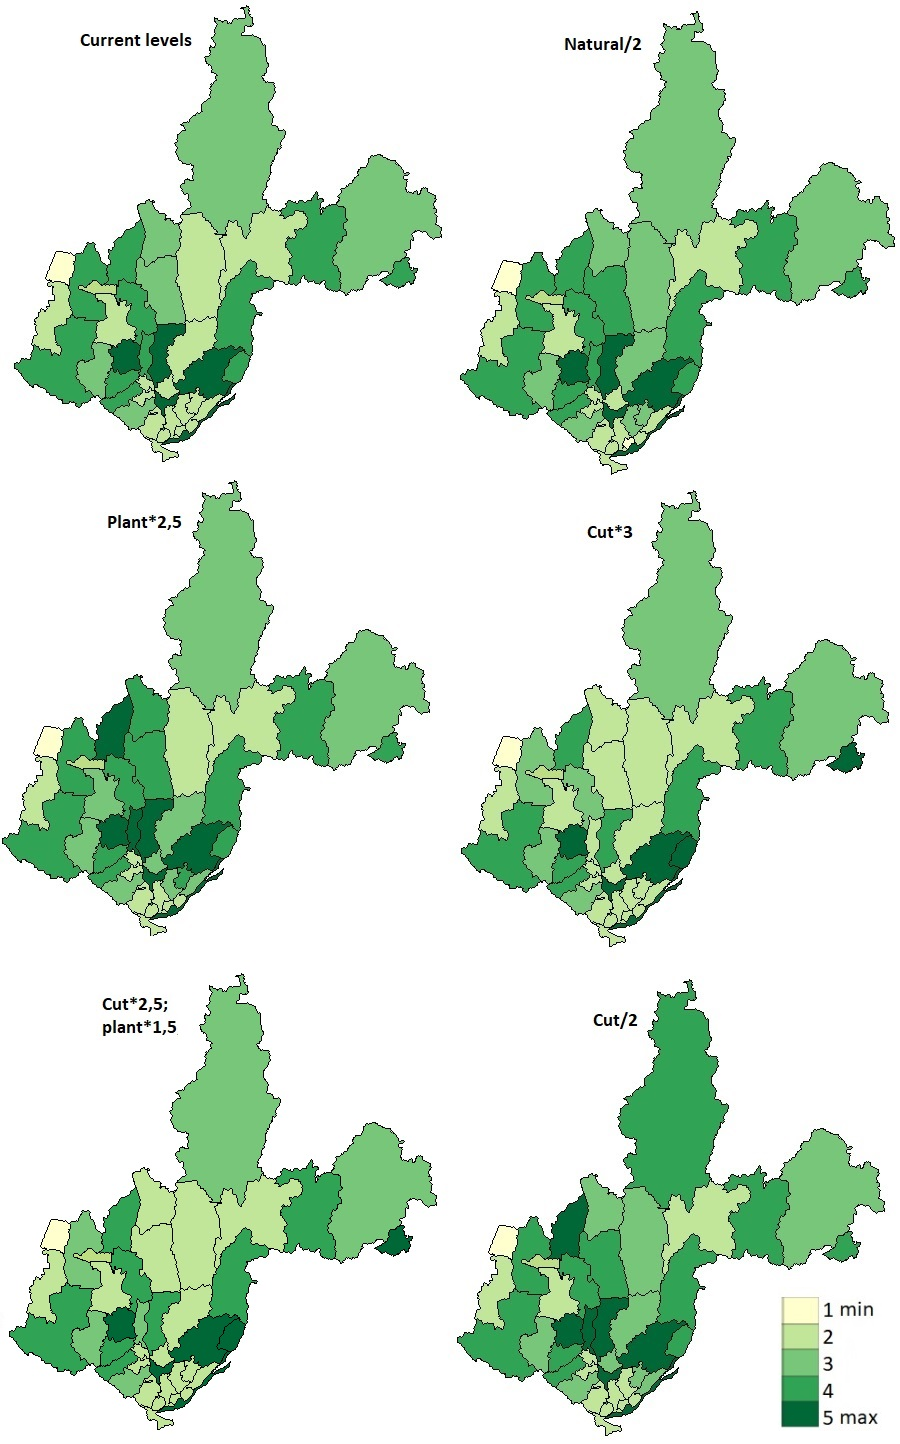 Current levels
Natural/2
Plant*2,5
Cut*3
Cut*2,5;
plant*1,5
Cut/2
1 min
2
3
4
5 max